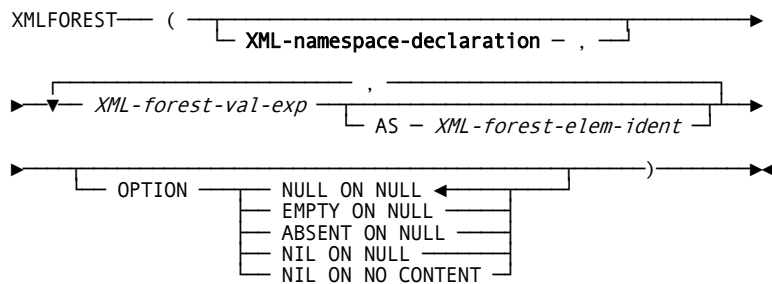 XMLFOREST ( 
XML-namespace-declaration ,
,
XML-forest-val-exp
AS XML-forest-elem-ident
)
OPTION NULL ON NULL
EMPTY ON NULL
ABSENT ON NULL
NIL ON NULL
NIL ON NO CONTENT